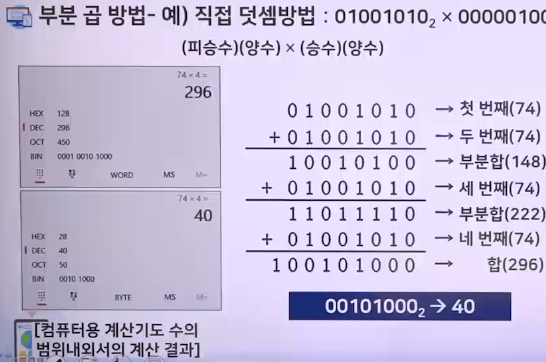 부분 곱 방법- 예) 직접 덧셈방법 : 01001010₂ × 00000100
(피승수)(양수) × (승수)(양수)
74 × 4 =
296
HEX 128
DEC 296
OCT 450
BIN 0001 0010 1000
WORD MS M~
74 × 4 =
40
HEX 28
DEC 40
OCT 50
BIN 0010 1000
BYTE MS M~
[컴퓨터용 계산기도 수의
범위내외서의 계산 결과]
0 1 0 0 1 0 1 0 → 첫 번째(74)
+ 0 1 0 0 1 0 1 0 → 두 번째(74)
1 0 0 1 0 1 0 0 → 부분합(148)
+ 0 1 0 0 1 0 1 0 → 세 번째(74)
1 1 0 1 1 1 1 0 → 부분합(222)
+ 0 1 0 0 1 0 1 0 → 네 번째(74)
1 0 0 1 0 1 0 0 0 → 합(296)
00101000₂ → 40